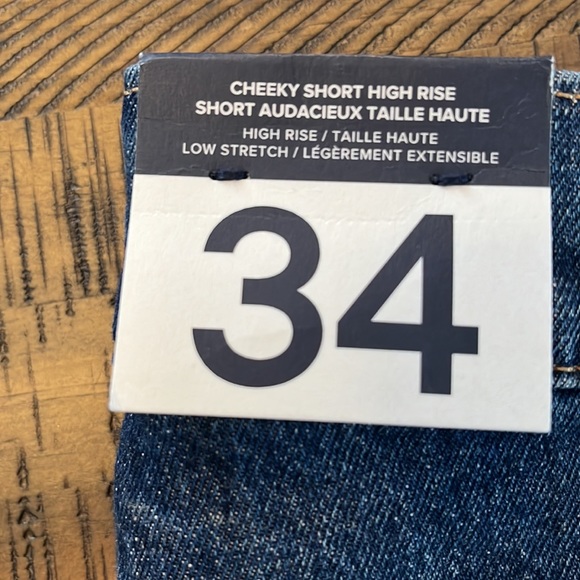 CHEEKY SHORT HIGH RISE
SHORT AUDACIEUX TAILLE HAUTE
HIGH RISE / TAILLE HAUTE
LOW STRETCH / LÉGÈREMENT EXTENSIBLE
34